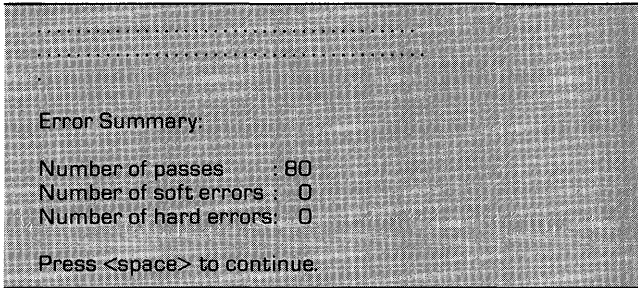 .......................................
........................................
.
Error Summary:
Number of passes : 80
Number of soft errors : 0
Number of hard errors: 0
Press <space> to continue.